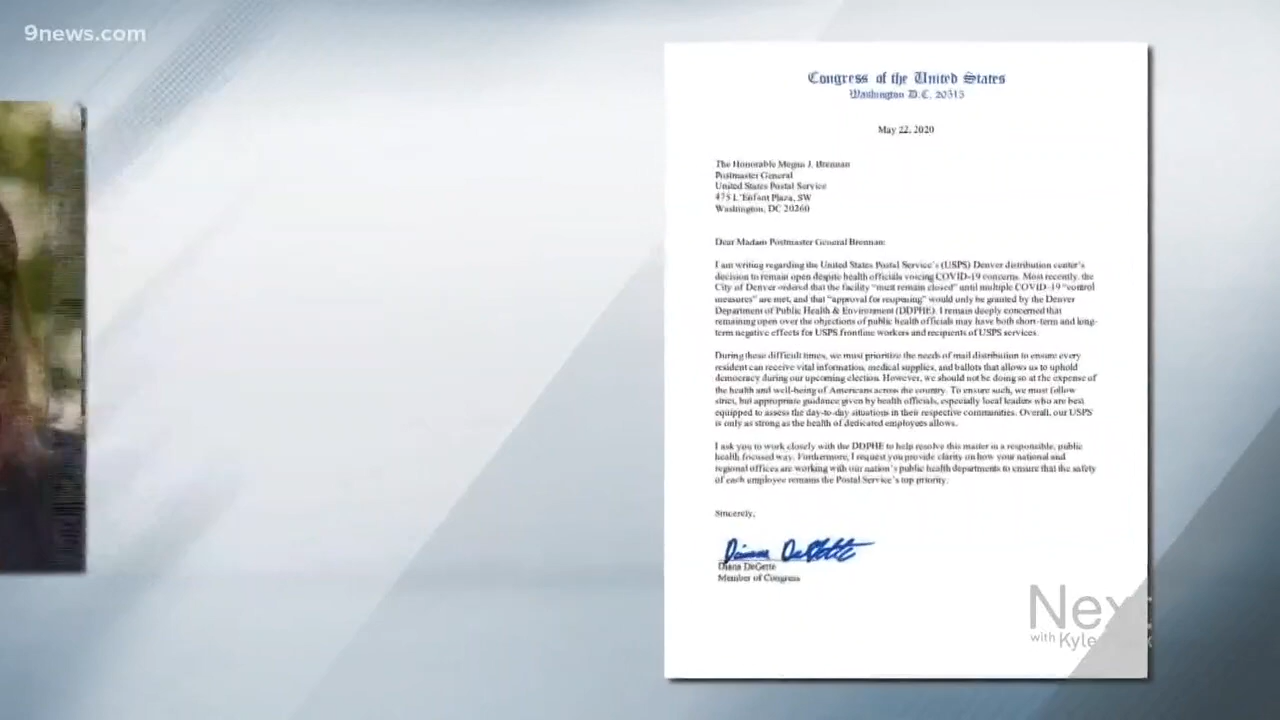 9news.com
Congress of the United States
Washington D.C. 20515
May 22, 2020
The Honorable Megan J. Brennan
Postmaster General
United States Postal Service
475 L'Enfant Plaza, SW
Washington, DC 20260
Dear Madam Postmaster General Brennan:
I am writing regarding the United States Postal Service's (USPS) Denver distribution center's
decision to remain open despite health officials voicing COVID-19 concerns. Most recently, the
City of Denver ordered that the facility "must remain closed" until multiple COVID-19 "control
measures" are met, and that "approval for reopening" would only be granted by the Denver
Department of Public Health & Environment (DDPHE). I remain deeply concerned that
remaining open over the objections of public health officials may have both short-term and long-
term negative effects for USPS frontline workers and recipients of USPS services.
During these difficult times, we must prioritize the needs of mail distribution to ensure every
resident can receive vital information, medical supplies, and ballots that allows us to uphold
democracy during our upcoming election. However, we should not be doing so at the expense of
the health and well-being of Americans across the country. To ensure such, we must follow
strict, but appropriate guidance given by health officials, especially local leaders who are best
equipped to assess the day-to-day situations in their respective communities. Overall, our USPS
is only as strong as the health of dedicated employees allows.
I ask you to work closely with the DDPHE to help resolve this matter in a responsible, public
health focused way. Furthermore, I request you provide clarity on how your national and
regional offices are working with our nation's public health departments to ensure that the safety
of each employee remains the Postal Service's top priority.
Sincerely,
Diana DeGette
Diana DeGette
Member of Congress
Next
with Kyle